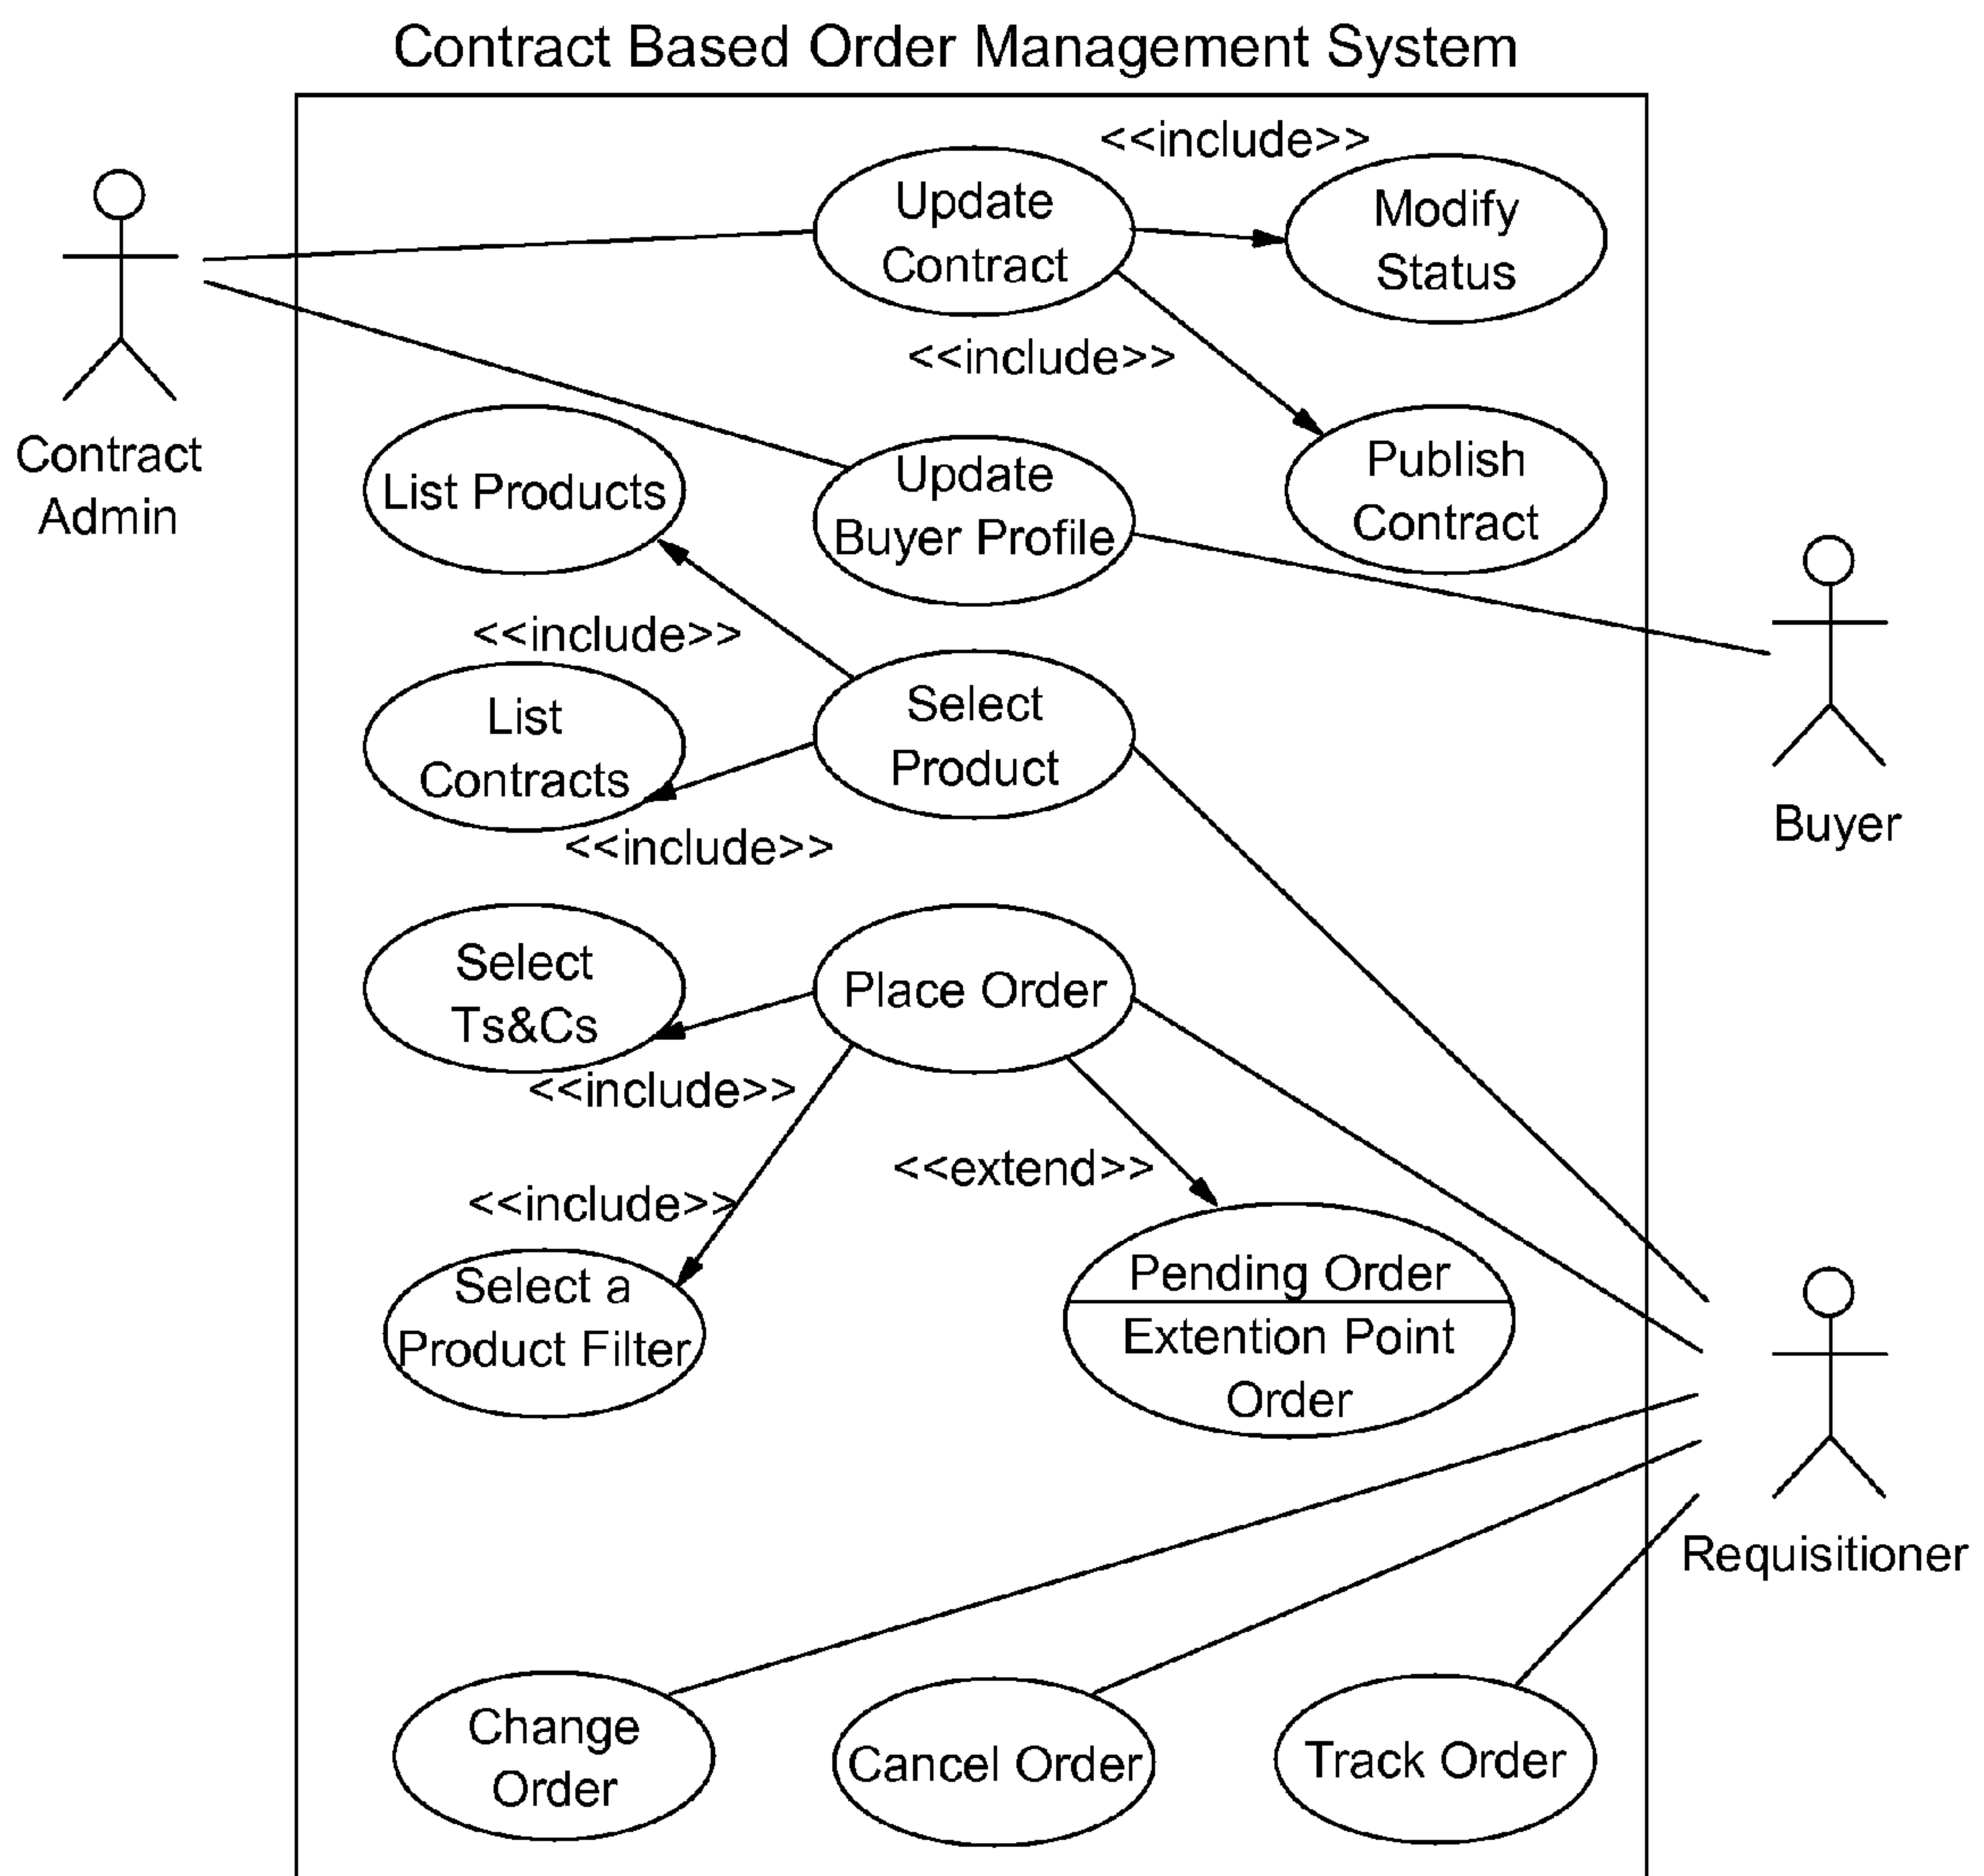 Contract Based Order Management System
<<include>>
Update
Contract
Modify
Status
<<include>>
Contract
Admin
List Products
Update
Buyer Profile
Publish
Contract
<<include>>
List
Contracts
Select
Product
<<include>>
Buyer
Select
Ts&Cs
Place Order
<<include>>
<<extend>>
<<include>>
Select a
Product Filter
Pending Order
Extention Point
Order
Requisitioner
Change
Order
Cancel Order
Track Order